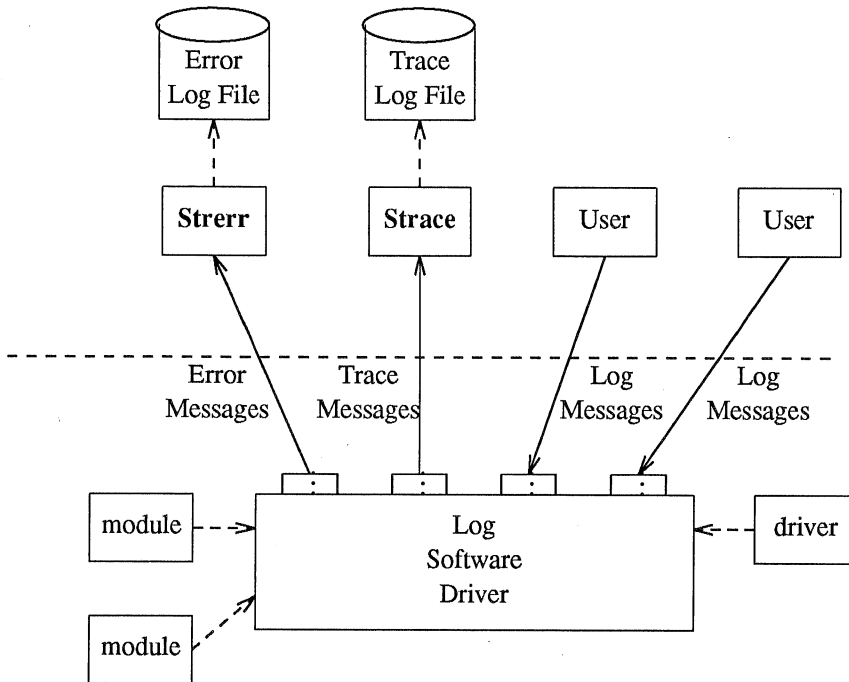 Error
Log File
Trace
Log File
Strerr
Strace
User
User
Error
Messages
Trace
Messages
Log
Messages
Log
Messages
module
Log
Software
Driver
driver
module